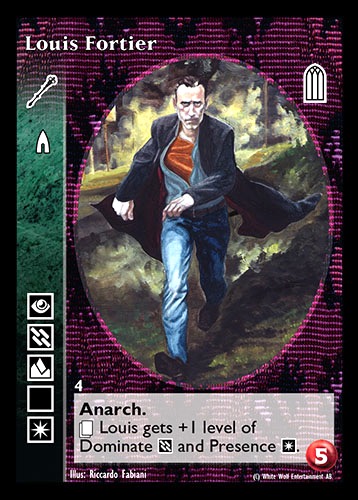 Louis Fortier
4
Anarch.
Louis gets +1 level of
Dominate and Presence .
5
Illus: Riccardo Fabiani
(C) White Wolf Entertainment AB.